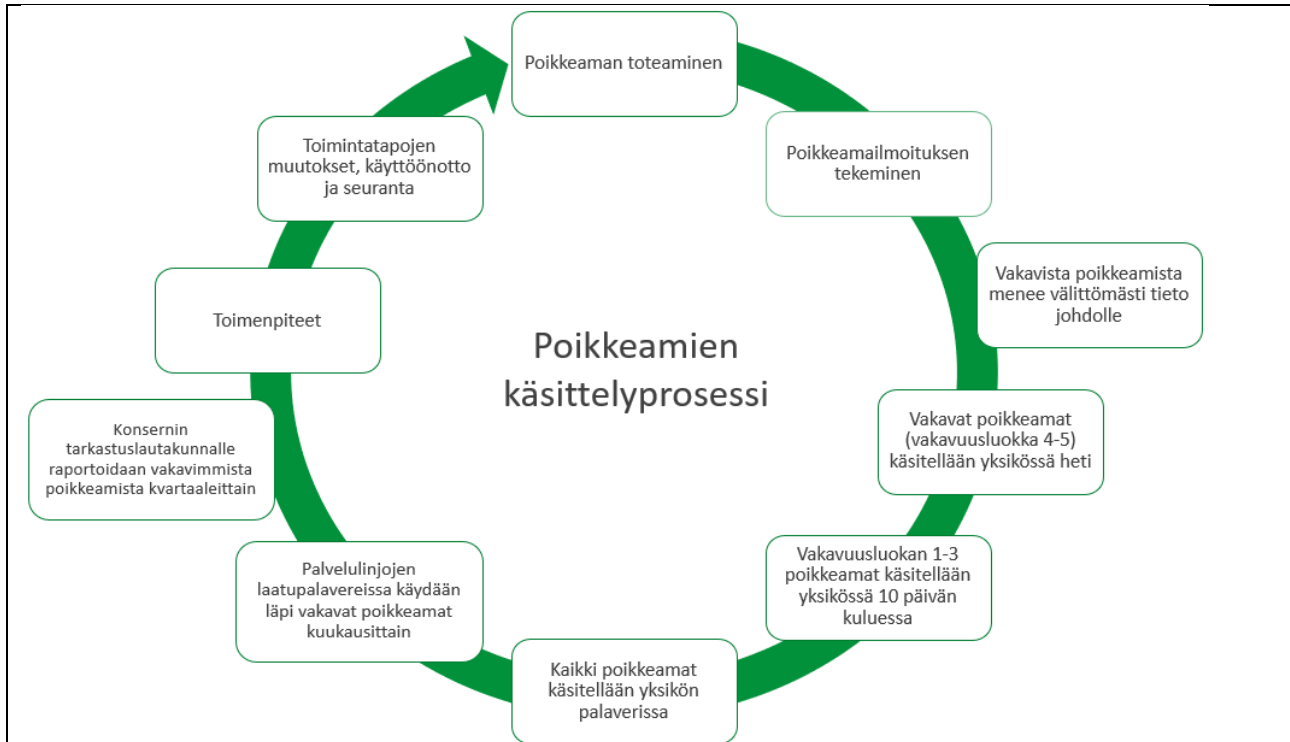 Poikkeaman toteaminen
Poikkeamailmoituksen
tekeminen
Vakavista poikkeamista
menee välittömästi tieto
johdolle
Vakavat poikkeamat
(vakavuusluokka 4-5)
käsitellään yksikössä heti
Vakavuusluokan 1-3
poikkeamat käsitellään
yksikössä 10 päivän
kuluessa
Kaikki poikkeamat
käsitellään yksikön
palaverissa
Palvelulinjojen
laatupalavereissa käydään
läpi vakavat poikkeamat
kuukausittain
Konsernin
tarkastuslautakunnalle
raportoidaan vakavimmista
poikkeamista kvartaaleittain
Toimenpiteet
Toimintatapojen
muutokset, käyttöönotto
ja seuranta
Poikkeamien
käsittelyprosessi